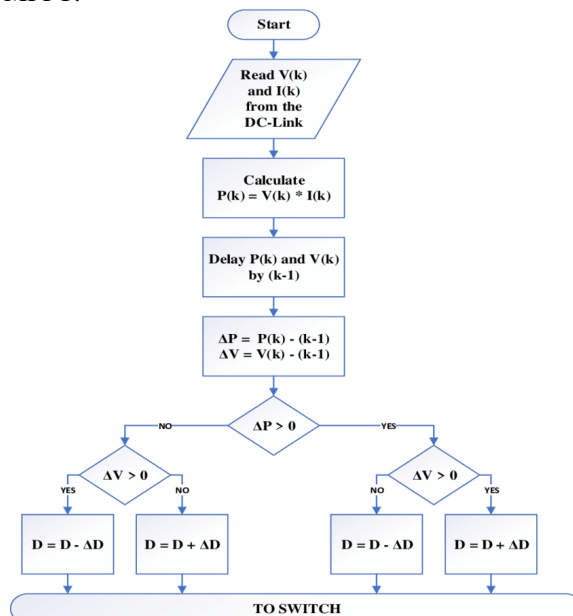 Start
Read V(k)
and I(k)
from the
DC-Link
Calculate
P(k) = V(k) * I(k)
Delay P(k) and V(k)
by (k-1)
ΔP = P(k) - (k-1)
ΔV = V(k) - (k-1)
ΔP > 0
NO
YES
ΔV > 0
YES
NO
D = D - ΔD
D = D + ΔD
ΔV > 0
NO
YES
D = D - ΔD
D = D + ΔD
TO SWITCH